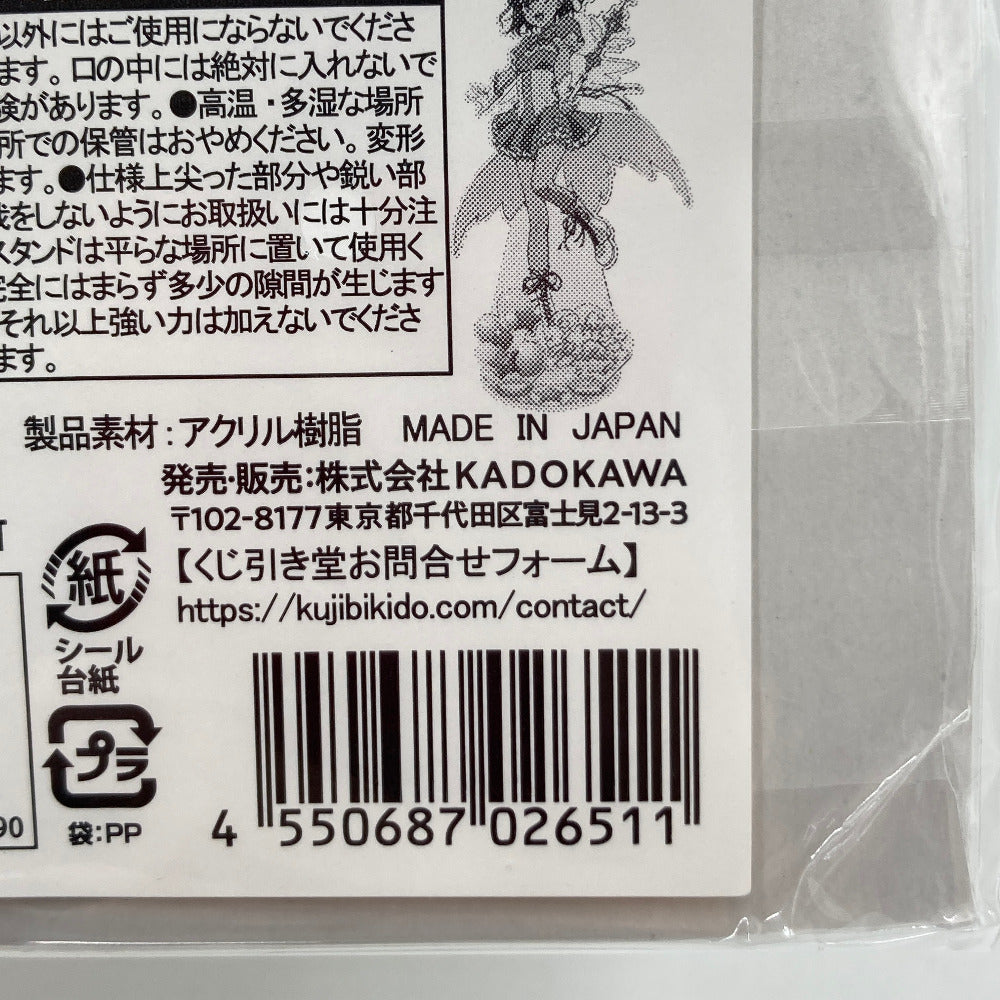 以外にはご使用にならないでくださ
ます。口の中には絶対に入れないで
険があります。●高温・多湿な場所
所での保管はおやめください。変形
ます。●仕様上尖った部分や鋭い部
をしないようにお取扱いには十分注
スタンドは平らな場所に置いて使用く
完全にはまらず多少の隙間が生じます
それ以上強い力は加えないでくださ
ます。
製品素材：アクリル樹脂 MADE IN JAPAN
発売・販売：株式会社KADOKAWA
〒102-8177東京都千代田区富士見2-13-3
【くじ引き堂お問合せフォーム】
https://kujibikido.com/contact/
紙
シール
台紙
プラ
袋：PP
90
4 550687 026511